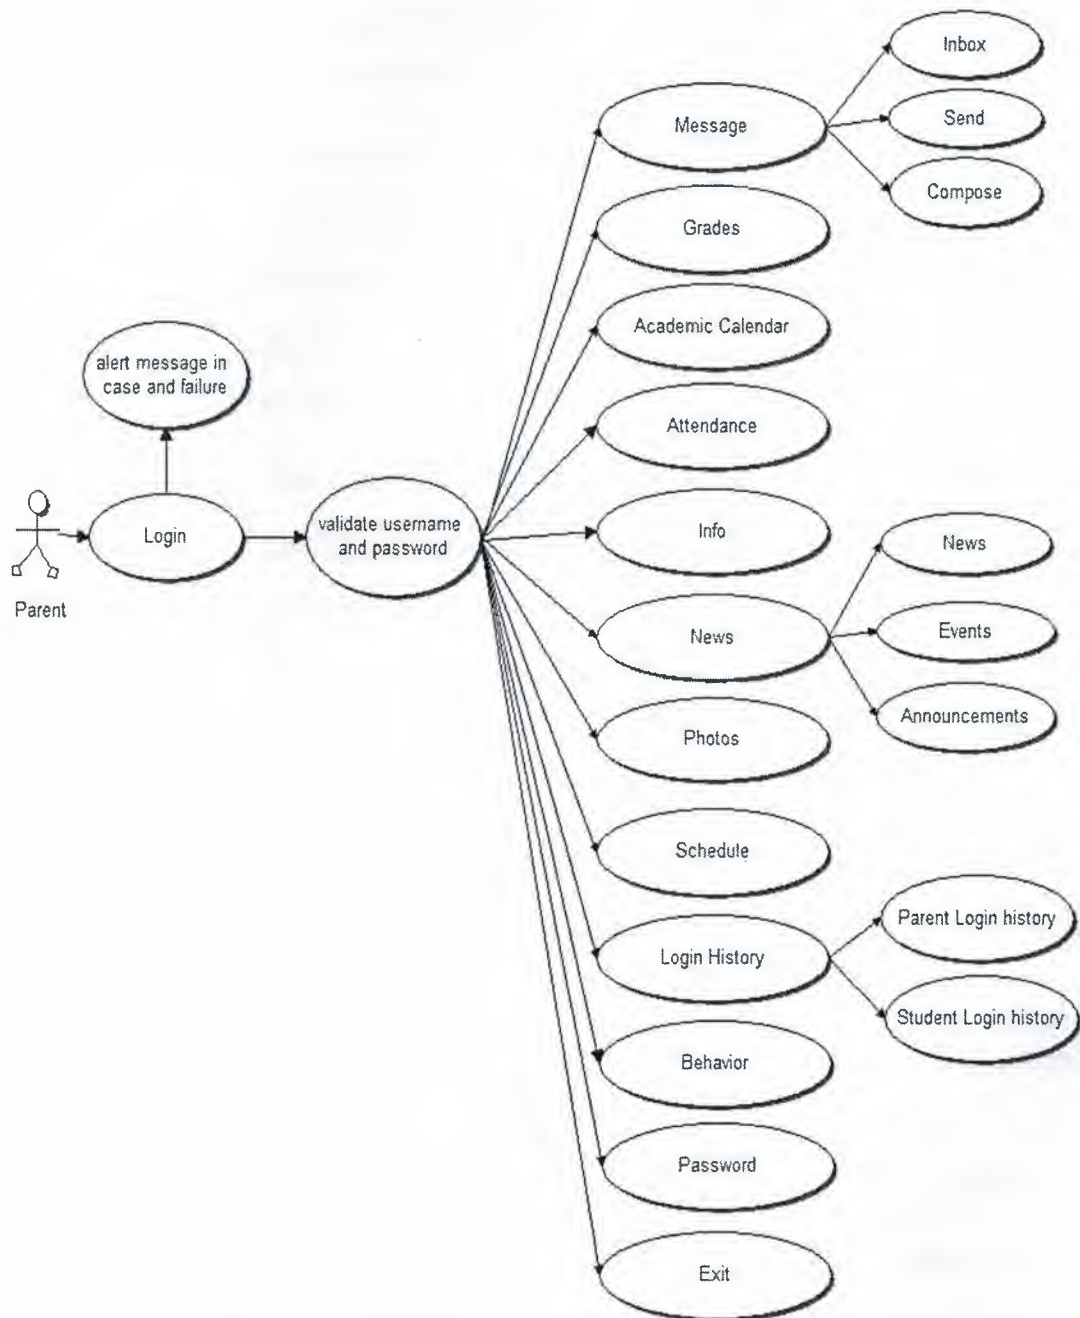 Inbox
Send
Compose
Message
Grades
Academic Calendar
alert message in
case and failure
Attendance
Login
validate username
and password
Info
Parent
News
News
Events
Announcements
Photos
Schedule
Login History
Parent Login history
Student Login history
Behavior
Password
Exit